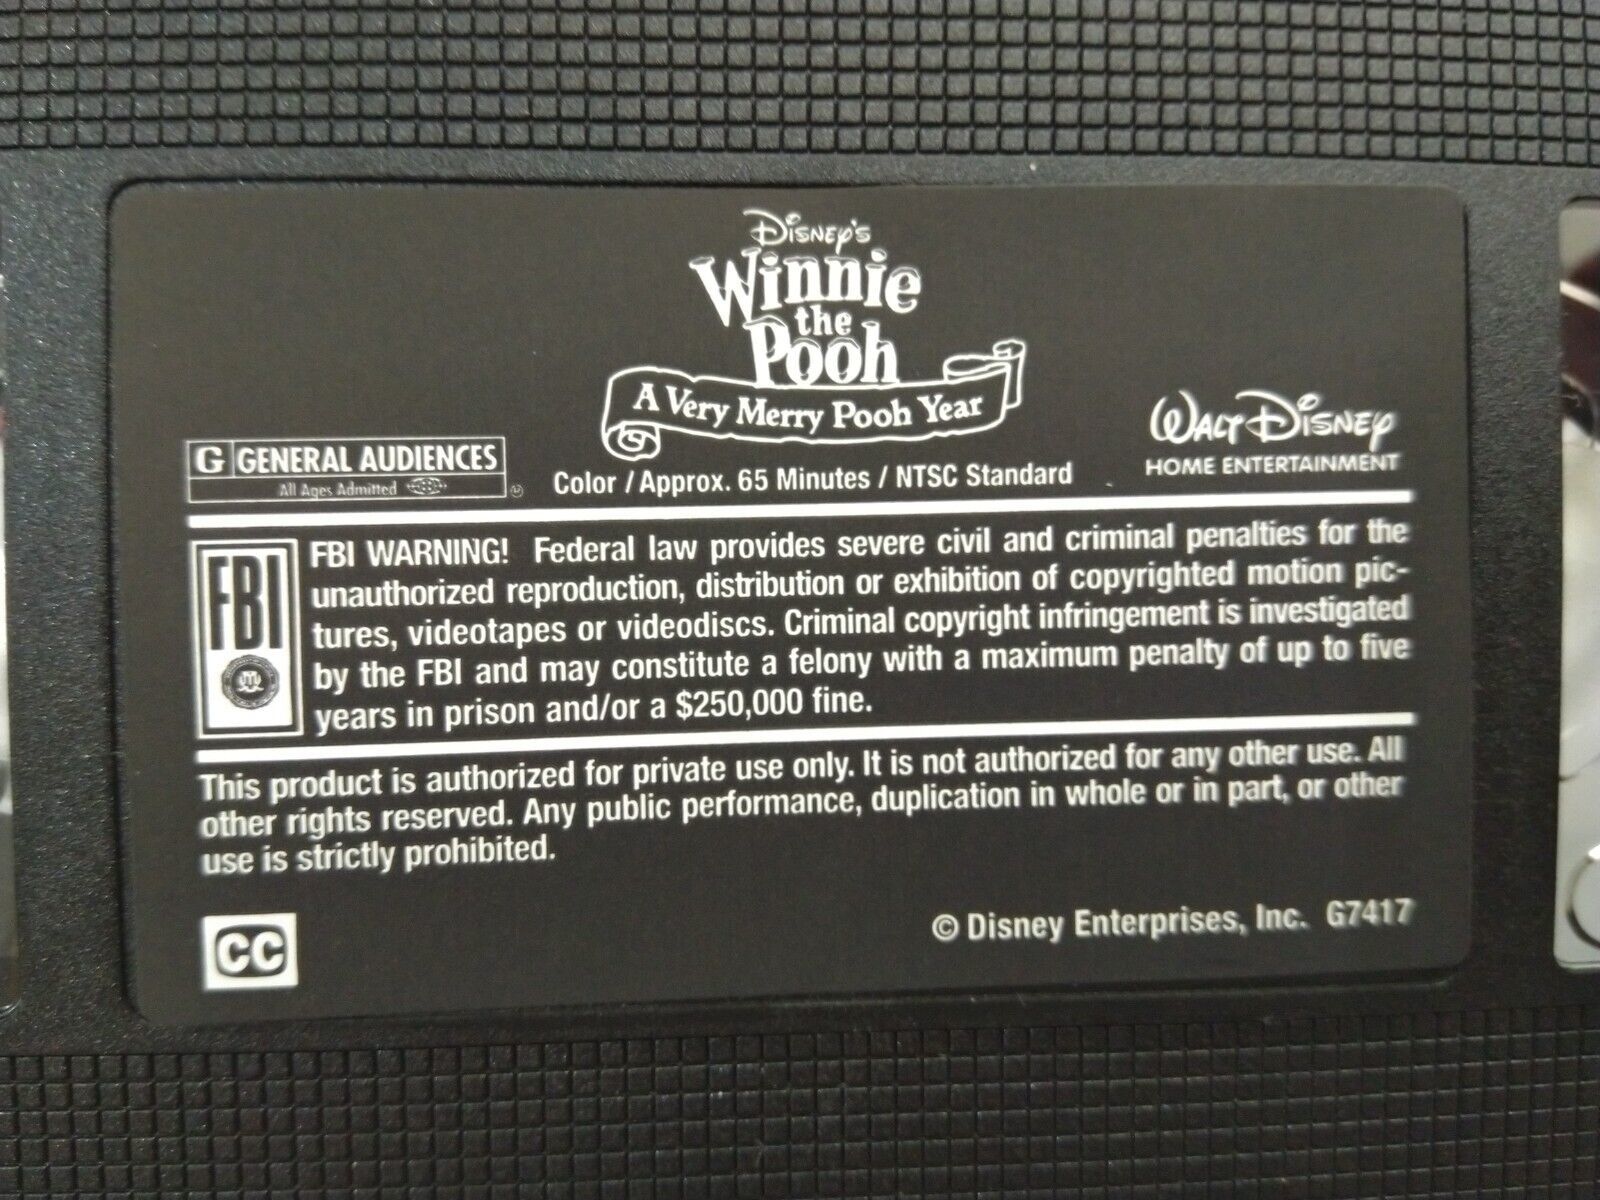 Disney's
Winnie
the
Pooh
A Very Merry Pooh Year
G GENERAL AUDIENCES
All Ages Admitted
Color / Approx. 65 Minutes / NTSC Standard
Walt Disney
HOME ENTERTAINMENT
FBI
FBI WARNING! Federal law provides severe civil and criminal penalties for the
unauthorized reproduction, distribution or exhibition of copyrighted motion pic-
tures, videotapes or videodiscs. Criminal copyright infringement is investigated
by the FBI and may constitute a felony with a maximum penalty of up to five
years in prison and/or a $250,000 fine.
This product is authorized for private use only. It is not authorized for any other use. All
other rights reserved. Any public performance, duplication in whole or in part, or other
use is strictly prohibited.
CC
© Disney Enterprises, Inc. G7417